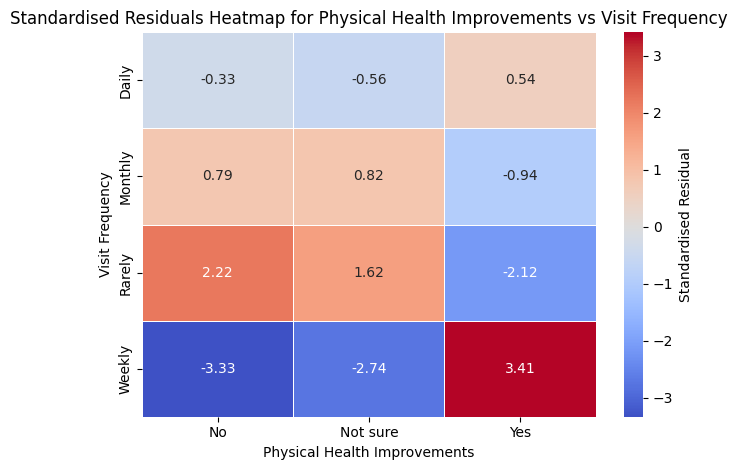 Standardised Residuals Heatmap for Physical Health Improvements vs Visit Frequency
Visit Frequency
Daily
-0.33 -0.56 0.54
Monthly
0.79 0.82 -0.94
Rarely
2.22 1.62 -2.12
Weekly
-3.33 -2.74 3.41
No Not sure Yes
Physical Health Improvements
3
2
1
0
−1
−2
−3
Standardised Residual